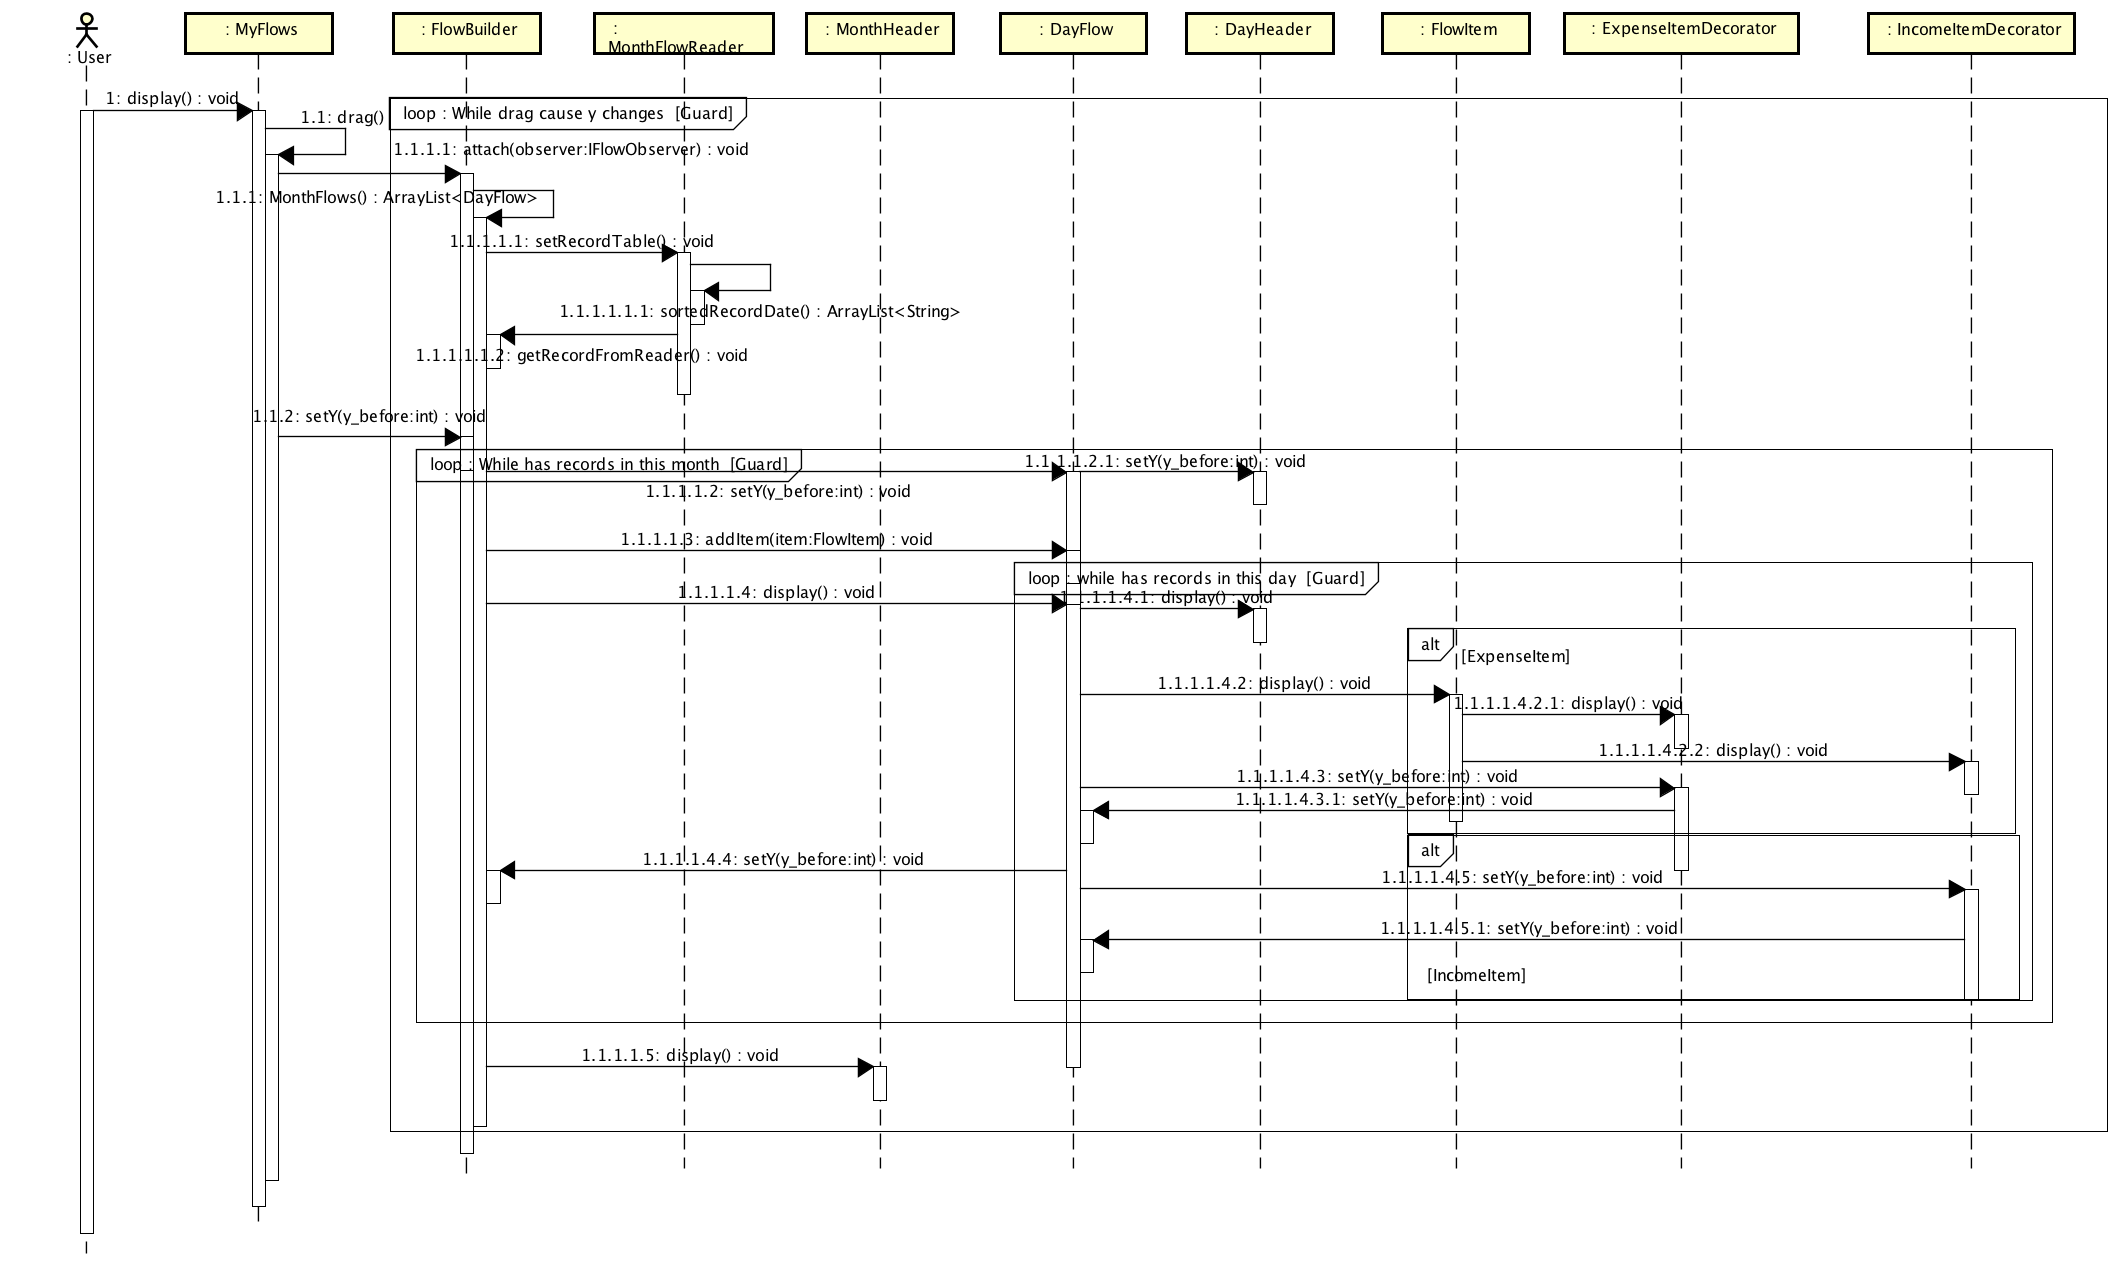 : User
: MyFlows
: FlowBuilder
:
MonthFlowReader
: MonthHeader
: DayFlow
: DayHeader
: FlowItem
: ExpenseItemDecorator
: IncomeItemDecorator
1: display() : void
1.1: drag()
loop : While drag cause y changes [Guard]
1.1.1.1: attach(observer:IFlowObserver) : void
1.1.1: MonthFlows() : ArrayList<DayFlow>
1.1.1.1.1: setRecordTable() : void
1.1.1.1.1.1: sortedRecordDate() : ArrayList<String>
1.1.1.1.1.2: getRecordFromReader() : void
1.1.2: setY(y_before:int) : void
loop : While has records in this month [Guard]
1.1.1.1.2.1: setY(y_before:int) : void
1.1.1.1.2: setY(y_before:int) : void
1.1.1.1.3: addItem(item:FlowItem) : void
loop : while has records in this day [Guard]
1.1.1.1.4: display() : void
1.1.1.1.4.1: display() : void
alt
[ExpenseItem]
1.1.1.1.4.2: display() : void
1.1.1.1.4.2.1: display() : void
1.1.1.1.4.2.2: display() : void
1.1.1.1.4.3: setY(y_before:int) : void
1.1.1.1.4.3.1: setY(y_before:int) : void
alt
1.1.1.1.4.4: setY(y_before:int) : void
1.1.1.1.4.5: setY(y_before:int) : void
1.1.1.1.4.5.1: setY(y_before:int) : void
[IncomeItem]
1.1.1.1.5: display() : void